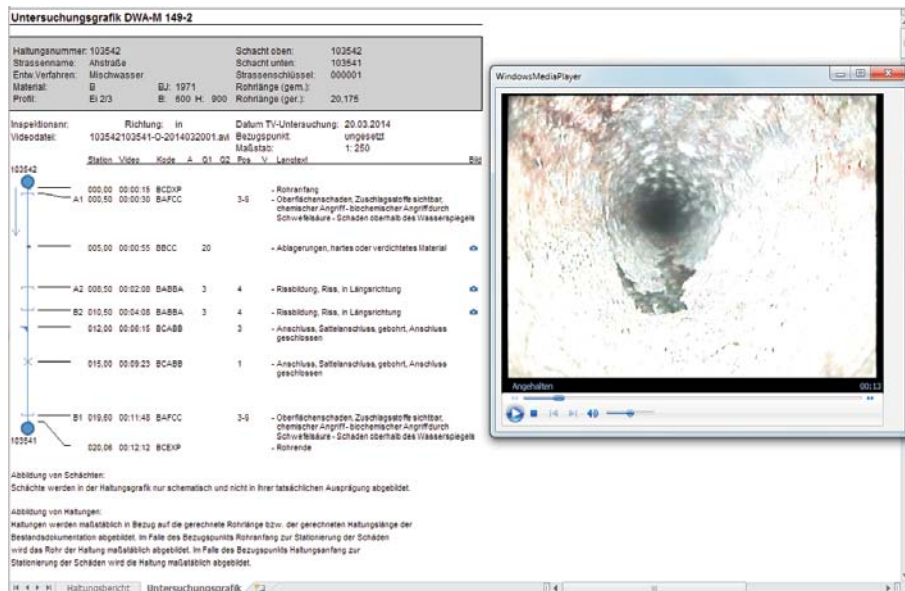 Untersuchungsgrafik DWA-M 149-2
Haltungsnummer: 103542 Schacht oben: 103542
Strassenname: Ahstraße Schacht unten: 103541
Entw.Verfahren: Mischwasser Strassenschlüssel: 000001
Material: B BJ: 1971 Rohrlänge (gem.):
Profil: Ei 2/3 B: 600 H: 900 Rohrlänge (ger.): 20,175
Inspektionsnr: Richtung: in Datum TV-Untersuchung: 20.03.2014
Videodatei: 103542103541-O-2014032001.avi Bezugspunkt: ungesetzt
Maßstab: 1: 250
Station Video Kode A Q1 Q2 Pos V Langtext Bild
103542
000,00 00:00:15 BCDXP - Rohranfang
A1 000,50 00:00:30 BAFCC 3-9 - Oberflächenschaden, Zuschlagsstoffe sichtbar,
chemischer Angriff - biochemischer Angriff durch
Schwefelsäure - Schaden oberhalb des Wasserspiegels
005,00 00:00:55 BBCC 20 - Ablagerungen, hartes oder verdichtetes Material
A2 008,50 00:02:08 BABBA 3 4 - Rissbildung, Riss, in Längsrichtung
B2 010,50 00:04:08 BABBA 3 4 - Rissbildung, Riss, in Längsrichtung
012,00 00:06:15 BCABB 3 - Anschluss, Sattelanschluss, gebohrt, Anschluss
geschlossen
015,00 00:09:23 BCABB 1 - Anschluss, Sattelanschluss, gebohrt, Anschluss
geschlossen
B1 019,60 00:11:48 BAFCC 3-9 - Oberflächenschaden, Zuschlagsstoffe sichtbar,
chemischer Angriff - biochemischer Angriff durch
Schwefelsäure - Schaden oberhalb des Wasserspiegels
103541
020,06 00:12:12 BCEXP - Rohrende
Abbildung von Schächten:
Schächte werden in der Haltungsgrafik nur schematisch und nicht in ihrer tatsächlichen Ausprägung abgebildet.
Abbildung von Haltungen:
Haltungen werden maßstäblich in Bezug auf die gerechnete Rohrlänge bzw. der gerechneten Haltungslänge der
Bestandsdokumentation abgebildet. Im Falle des Bezugspunkts Rohranfang zur Stationierung der Schäden
wird das Rohr der Haltung maßstäblich abgebildet. Im Falle des Bezugspunkts Haltungsanfang zur
Stationierung der Schäden wird die Haltung maßstäblich abgebildet.
Haltungsbericht Untersuchungsgrafik
WindowsMediaPlayer
Angehalten 00:13